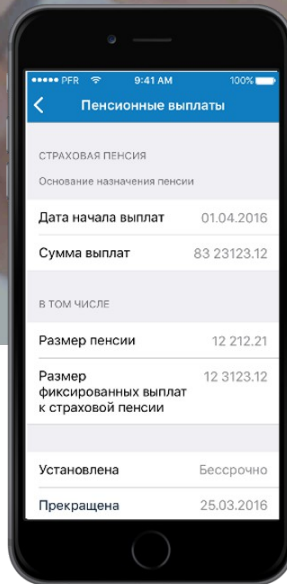 PFR 9:41 AM 100%
Пенсионные выплаты
СТРАХОВАЯ ПЕНСИЯ
Основание назначения пенсии
Дата начала выплат 01.04.2016
Сумма выплат 83 23123.12
В ТОМ ЧИСЛЕ
Размер пенсии 12 212.21
Размер 12 3123.12
фиксированных выплат
к страховой пенсии
Установлена Бессрочно
Прекращена 25.03.2016